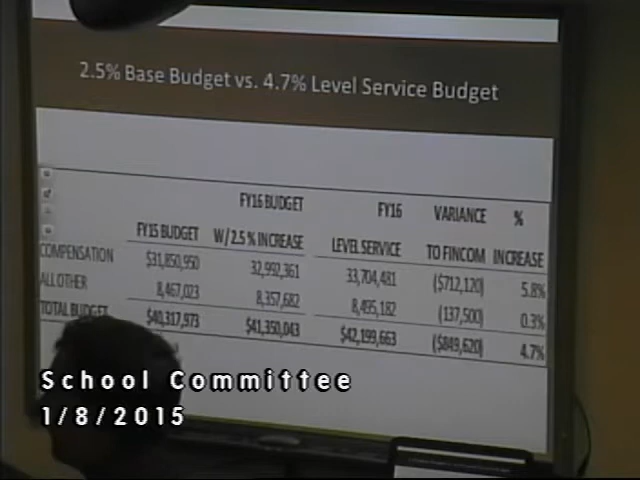 2.5% Base Budget vs. 4.7% Level Service Budget
FY16 BUDGET FY16 VARIANCE %
FY15 BUDGET W/ 2.5 % INCREASE LEVEL SERVICE TO FINCOM INCREASE
COMPENSATION $31,850,950 32,992,361 33,704,481 ($712,120) 5.8%
ALL OTHER 8,467,023 8,357,682 8,495,182 (137,500) 0.3%
TOTAL BUDGET $40,317,973 $41,350,043 $42,199,663 ($849,620) 4.7%
School Committee
1/8/2015